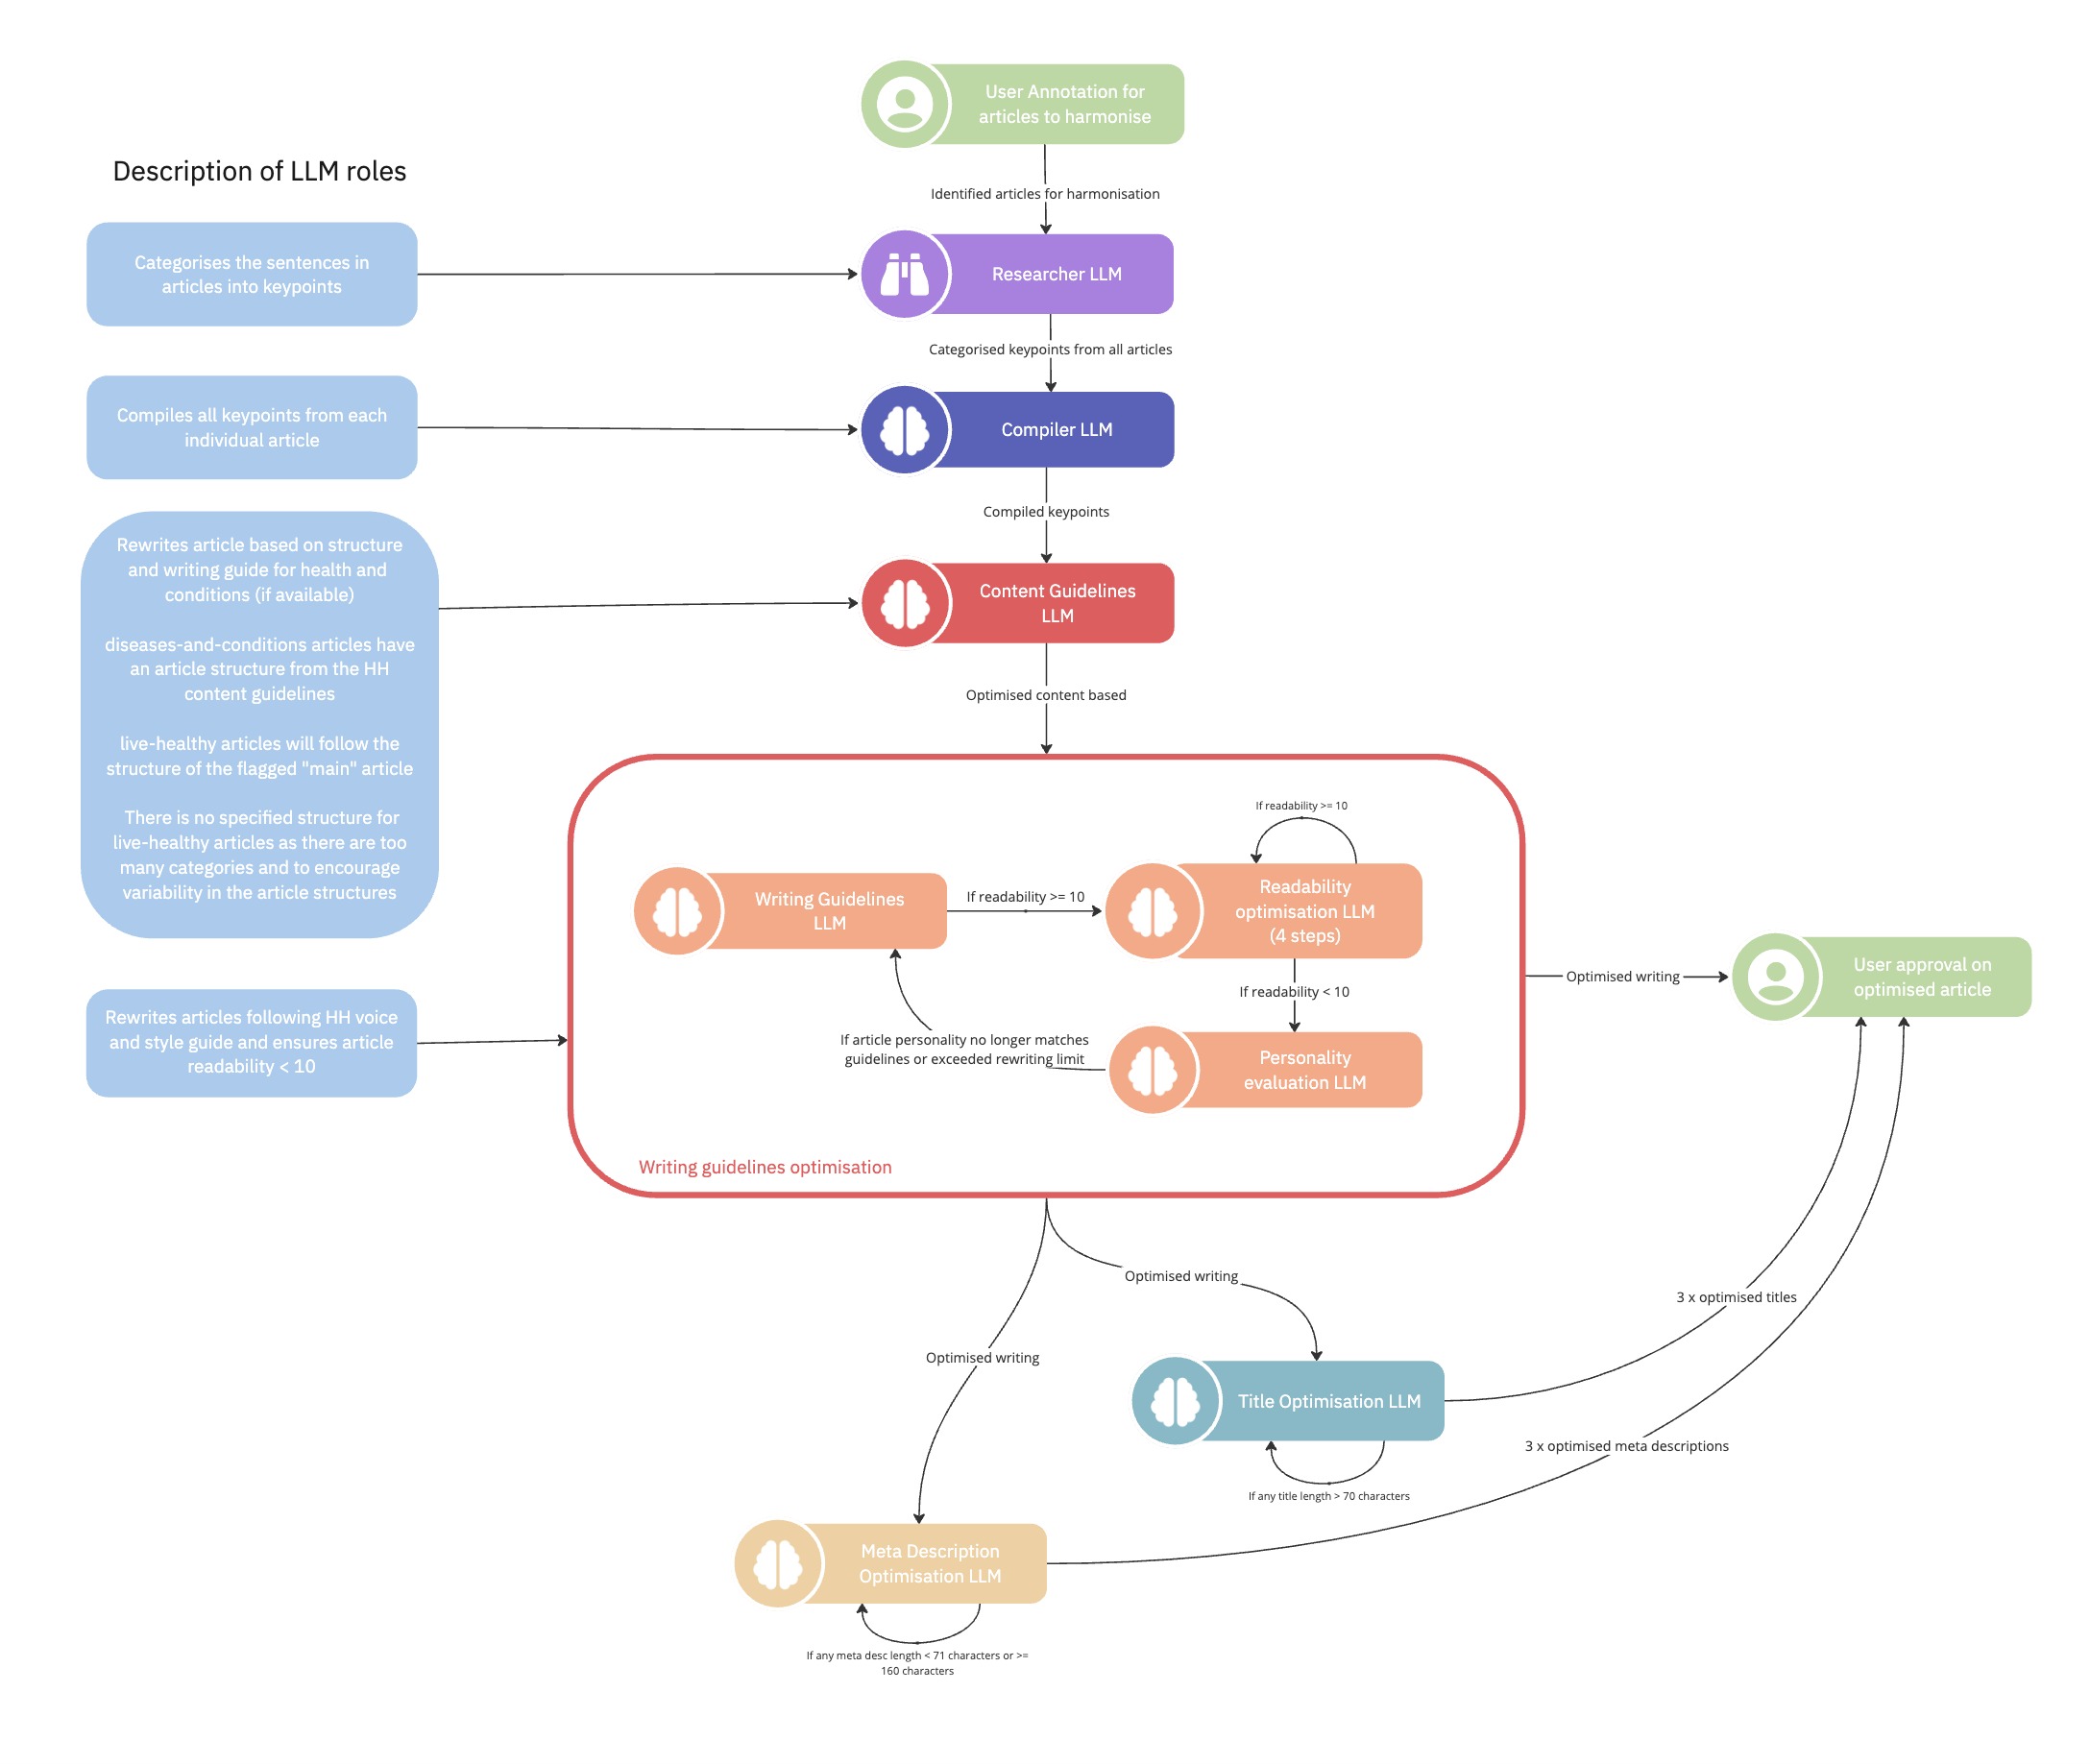 User Annotation for
articles to harmonise
Description of LLM roles
Identified articles for harmonisation
Categorises the sentences in
articles into keypoints
Researcher LLM
Categorised keypoints from all articles
Compiles all keypoints from each
individual article
Compiler LLM
Compiled keypoints
Rewrites article based on structure
and writing guide for health and
conditions (if available)
diseases-and-conditions articles have
an article structure from the HH
content guidelines
live-healthy articles will follow the
structure of the flagged "main" article
There is no specified structure for
live-healthy articles as there are too
many categories and to encourage
variability in the article structures
Content Guidelines
LLM
Optimised content based
If readability >= 10
Writing Guidelines
LLM
If readability >= 10
Readability
optimisation LLM
(4 steps)
If readability < 10
If article personality no longer matches
guidelines or exceeded rewriting limit
Personality
evaluation LLM
Writing guidelines optimisation
Rewrites articles following HH voice
and style guide and ensures article
readability < 10
Optimised writing
User approval on
optimised article
Optimised writing
Optimised writing
3 x optimised titles
Title Optimisation LLM
If any title length > 70 characters
3 x optimised meta descriptions
Meta Description
Optimisation LLM
If any meta desc length < 71 characters or >=
160 characters